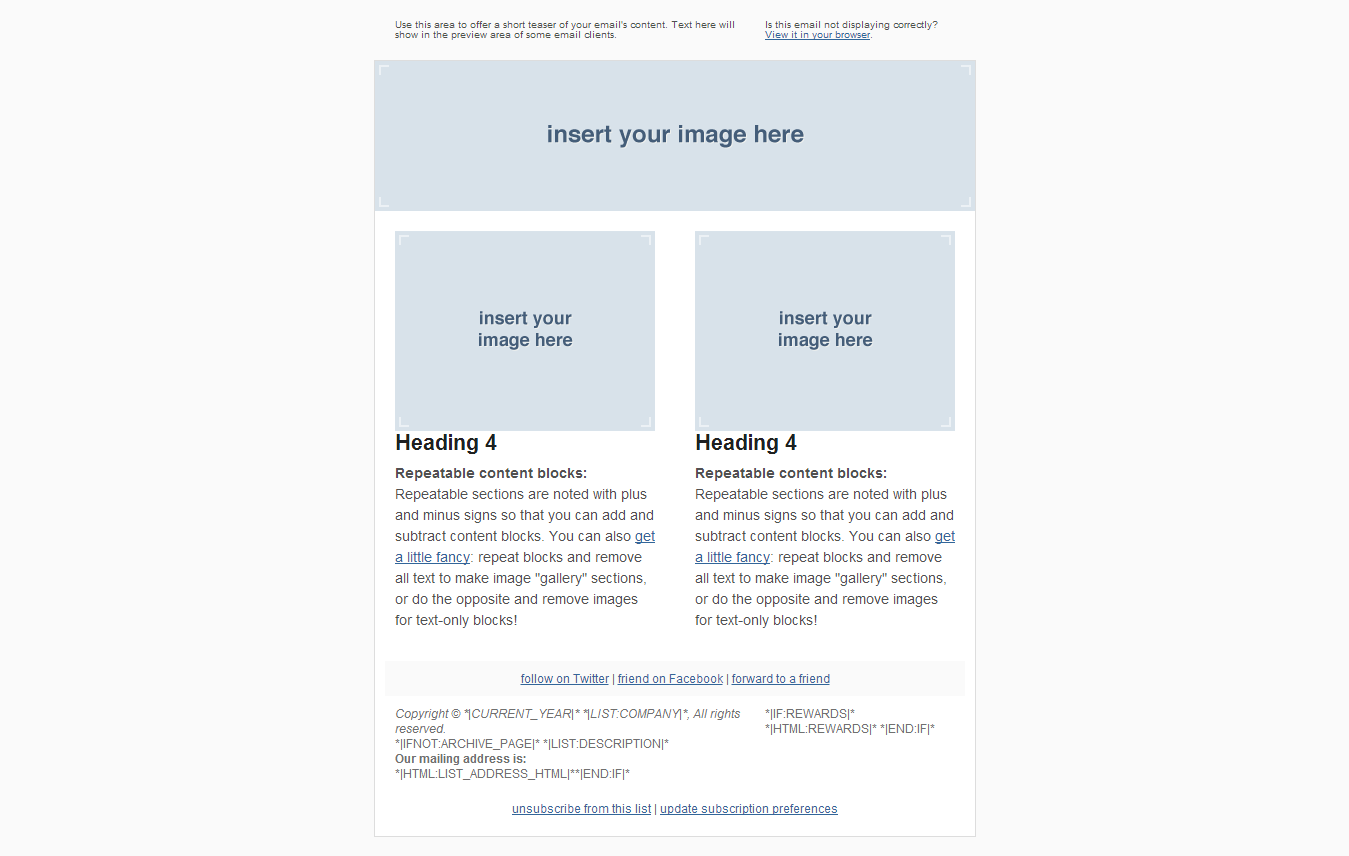 Use this area to offer a short teaser of your email's content. Text here will
show in the preview area of some email clients.
Is this email not displaying correctly?
View it in your browser.
insert your image here
insert your
image here
Heading 4
Repeatable content blocks:
Repeatable sections are noted with plus
and minus signs so that you can add and
subtract content blocks. You can also get
a little fancy: repeat blocks and remove
all text to make image "gallery" sections,
or do the opposite and remove images
for text-only blocks!
insert your
image here
Heading 4
Repeatable content blocks:
Repeatable sections are noted with plus
and minus signs so that you can add and
subtract content blocks. You can also get
a little fancy: repeat blocks and remove
all text to make image "gallery" sections,
or do the opposite and remove images
for text-only blocks!
follow on Twitter | friend on Facebook | forward to a friend
Copyright © *|CURRENT_YEAR|* *|LIST:COMPANY|*, All rights
reserved.
*|IFNOT:ARCHIVE_PAGE|* *|LIST:DESCRIPTION|*
Our mailing address is:
*|HTML:LIST_ADDRESS_HTML|**|END:IF|*
*|IF:REWARDS|*
*|HTML:REWARDS|* *|END:IF|*
unsubscribe from this list | update subscription preferences